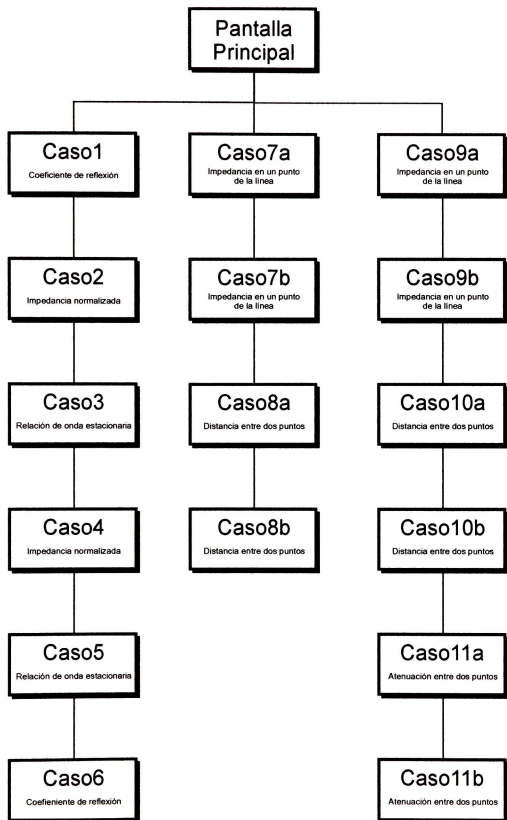 Pantalla
Principal
Caso1
Coeficiente de reflexión
Caso2
Impedancia normalizada
Caso3
Relación de onda estacionaria
Caso4
Impedancia normalizada
Caso5
Relación de onda estacionaria
Caso6
Coefieniente de reflexión
Caso7a
Impedancia en un punto
de la línea
Caso7b
Impedancia en un punto
de la línea
Caso8a
Distancia entre dos puntos
Caso8b
Distancia entre dos puntos
Caso9a
Impedancia en un punto
de la línea
Caso9b
Impedancia en un punto
de la línea
Caso10a
Distancia entre dos puntos
Caso10b
Distancia entre dos puntos
Caso11a
Atenuación entre dos puntos
Caso11b
Atenuación entre dos puntos